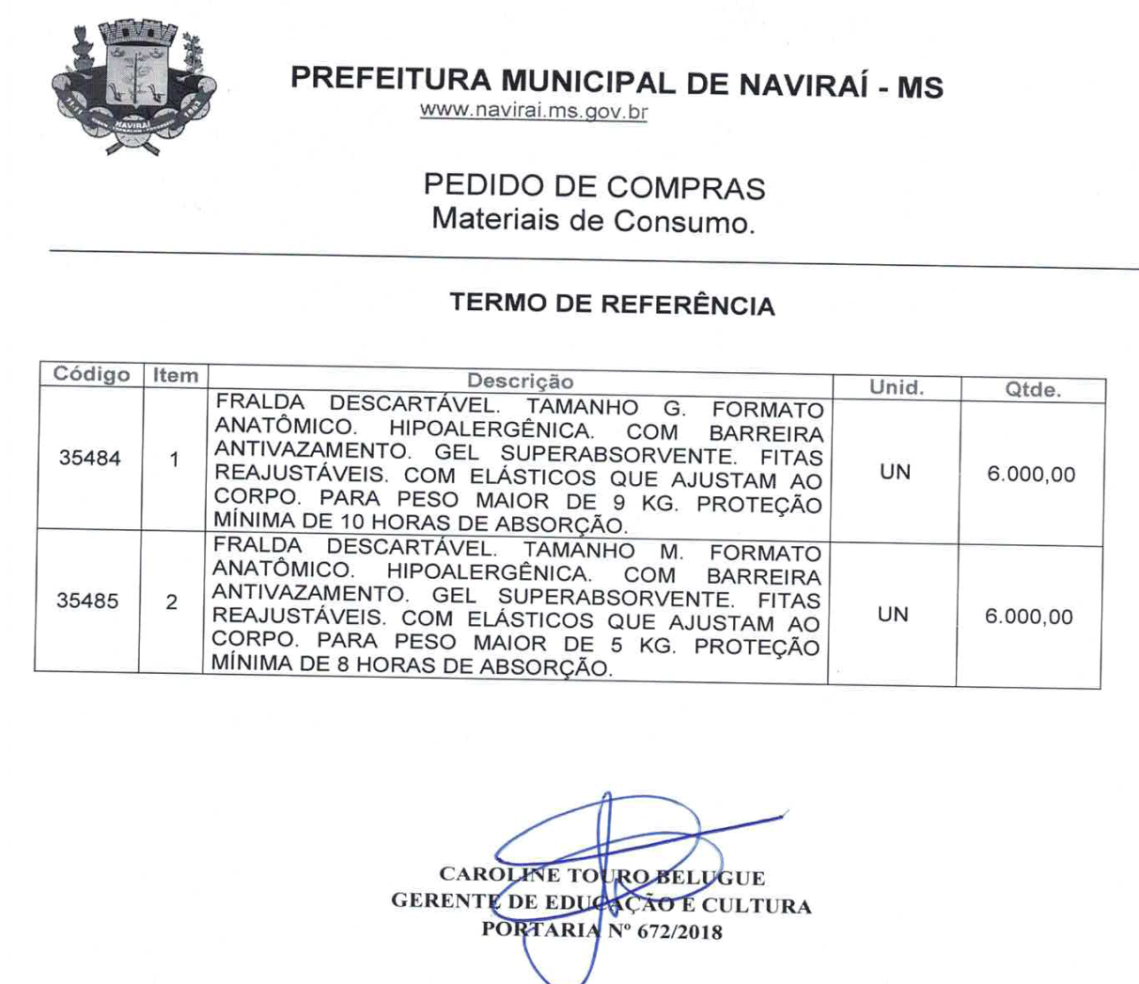 PREFEITURA MUNICIPAL DE NAVIRAÍ - MS
www.navirai.ms.gov.br
NAVIRAÍ
PEDIDO DE COMPRAS
Materiais de Consumo.
TERMO DE REFERÊNCIA
Código Item Descrição Unid. Qtde.
FRALDA DESCARTÁVEL. TAMANHO G. FORMATO
ANATÔMICO. HIPOALERGÊNICA. COM BARREIRA
ANTIVAZAMENTO. GEL SUPERABSORVENTE. FITAS
35484 1 REAJUSTÁVEIS. COM ELÁSTICOS QUE AJUSTAM AO UN 6.000,00
CORPO. PARA PESO MAIOR DE 9 KG. PROTEÇÃO
MÍNIMA DE 10 HORAS DE ABSORÇÃO.
FRALDA DESCARTÁVEL. TAMANHO M. FORMATO
ANATÔMICO. HIPOALERGÊNICA. COM BARREIRA
ANTIVAZAMENTO. GEL SUPERABSORVENTE. FITAS
35485 2 REAJUSTÁVEIS. COM ELÁSTICOS QUE AJUSTAM AO UN 6.000,00
CORPO. PARA PESO MAIOR DE 5 KG. PROTEÇÃO
MÍNIMA DE 8 HORAS DE ABSORÇÃO.
CAROLINE TOURO BELUGUE
GERENTE DE EDUCAÇÃO E CULTURA
PORTARIA Nº 672/2018